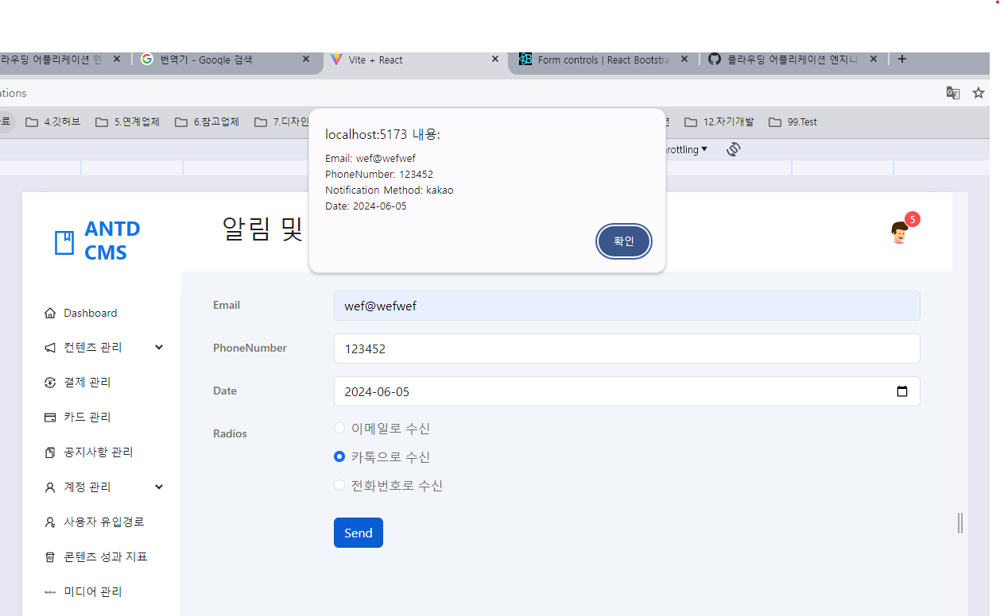 라우딩 어플리케이션 엔
번역기 - Google 검색
Vite + React
Form controls | React Bootstra
클라우딩 어플리케이션 엔지니
ations
료
4.깃허브
5.연계업체
6.참고업체
7.디자인
12.자기개발
99.Test
rottling
localhost:5173 내용:
Email: wef@wefwef
PhoneNumber: 123452
Notification Method: kakao
Date: 2024-06-05
확인
ANTD
CMS
알림 및
5
Dashboard
컨텐츠 관리
결제 관리
카드 관리
공지사항 관리
계정 관리
사용자 유입경로
콘텐츠 성과 지표
미디어 관리
Email
wef@wefwef
PhoneNumber
123452
Date
2024-06-05
Radios
이메일로 수신
카톡으로 수신
전화번호로 수신
Send